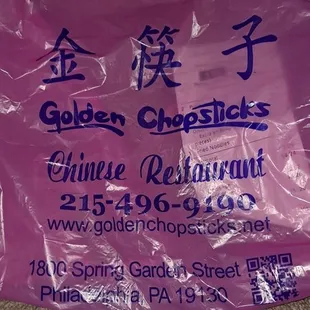 金筷子
Golden Chopsticks
Chinese Restaurant
215-496-9190
www.goldenchopsticks.net
1800 Spring Garden Street
Philadelphia, PA 19130